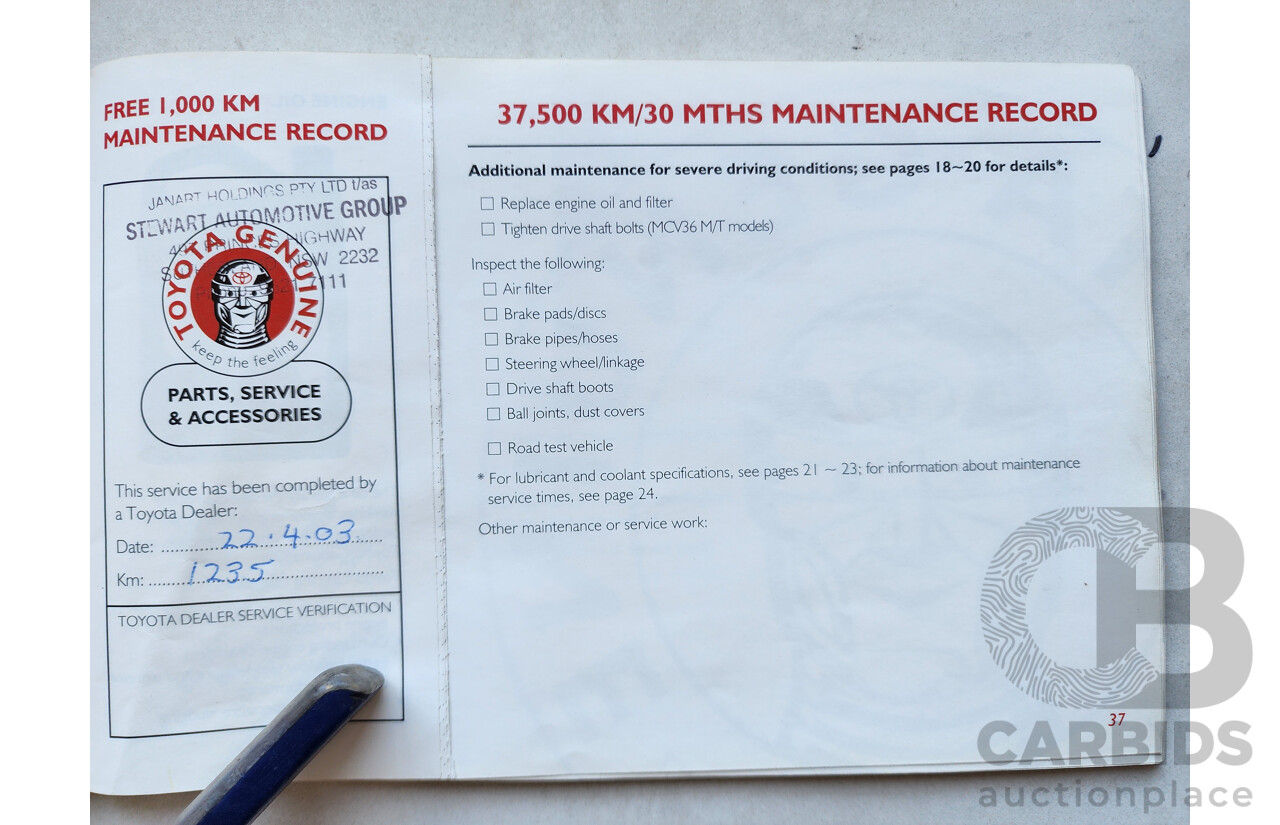 FREE 1,000 KM
MAINTENANCE RECORD
JANART HOLDINGS PTY LTD t/as
STEWART AUTOMOTIVE GROUP
HIGHWAY
NSW 2232
7111
TOYOTA GENUINE
keep the feeling
PARTS, SERVICE
& ACCESSORIES
This service has been completed by
a Toyota Dealer:
Date: 22.4.03
Km: 1235
TOYOTA DEALER SERVICE VERIFICATION
37,500 KM/30 MTHS MAINTENANCE RECORD
Additional maintenance for severe driving conditions; see pages 18~20 for details*:
Replace engine oil and filter
Tighten drive shaft bolts (MCV36 M/T models)
Inspect the following:
Air filter
Brake pads/discs
Brake pipes/hoses
Steering wheel/linkage
Drive shaft boots
Ball joints, dust covers
Road test vehicle
* For lubricant and coolant specifications, see pages 21 ~ 23; for information about maintenance
service times, see page 24.
Other maintenance or service work:
37
CB
CARBIDS
auctionplace